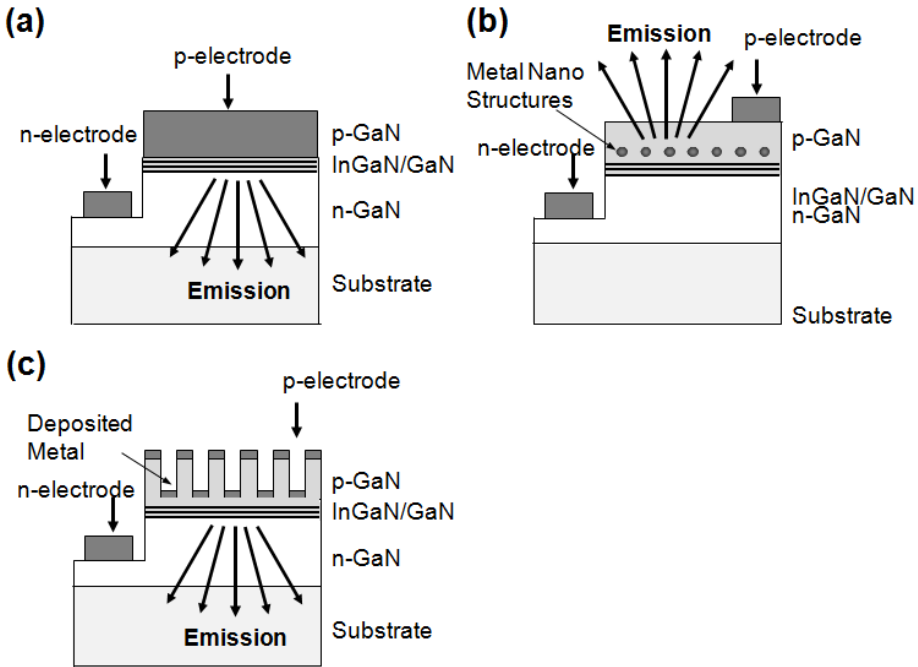 (a)
p-electrode
n-electrode
p-GaN
InGaN/GaN
n-GaN
Emission
Substrate
(b)
Emission
p-electrode
Metal Nano
Structures
n-electrode
p-GaN
InGaN/GaN
n-GaN
Substrate
(c)
p-electrode
Deposited
Metal
n-electrode
p-GaN
InGaN/GaN
n-GaN
Emission
Substrate